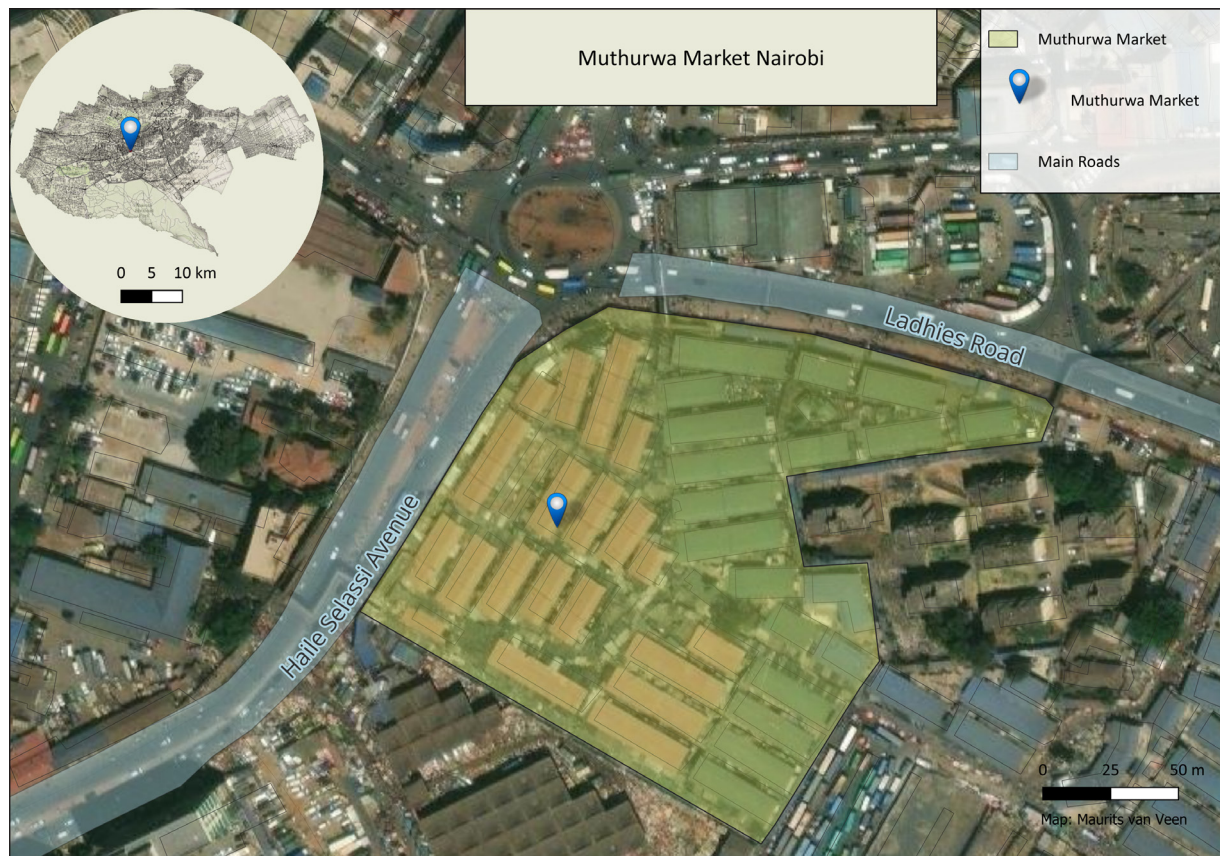 Muthurwa Market Nairobi
Muthurwa Market
Muthurwa Market
Main Roads
0 5 10 km
Ladhies Road
Haile Selassi Avenue
0 25 50 m
Map: Maurits van Veen